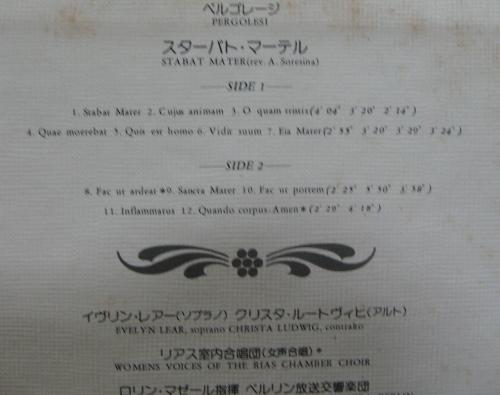 ペルゴレージ
PERGOLESI
スターバト・マーテル
STABAT MATER (rev. A. Soresina)
SIDE 1
1. Stabat Mater 2. Cujus animam 3. O quam tristis (4′04″ 3′20″ 2′14″)
4. Quae moerebat 5. Quis est homo 6. Vidit suum 7. Eia Mater (2′55″ 3′20″ 3′29″ 3′24″)
SIDE 2
8. Fac ut ardeat *9. Sancta Mater 10. Fac ut portem (2′25″ 5′50″ 3′58″)
11. Inflammatus 12. Quando corpus-Amen * (2′20″ 4′18″)
イヴリン・レアー(ソプラノ) クリスタ・ルートヴィヒ(アルト)
EVELYN LEAR, soprano CHRISTA LUDWIG, contralto
リアス室内合唱団(女声合唱)*
WOMENS VOICES OF THE RIAS CHAMBER CHOIR
ロリン・マゼール指揮 ベルリン放送交響楽団